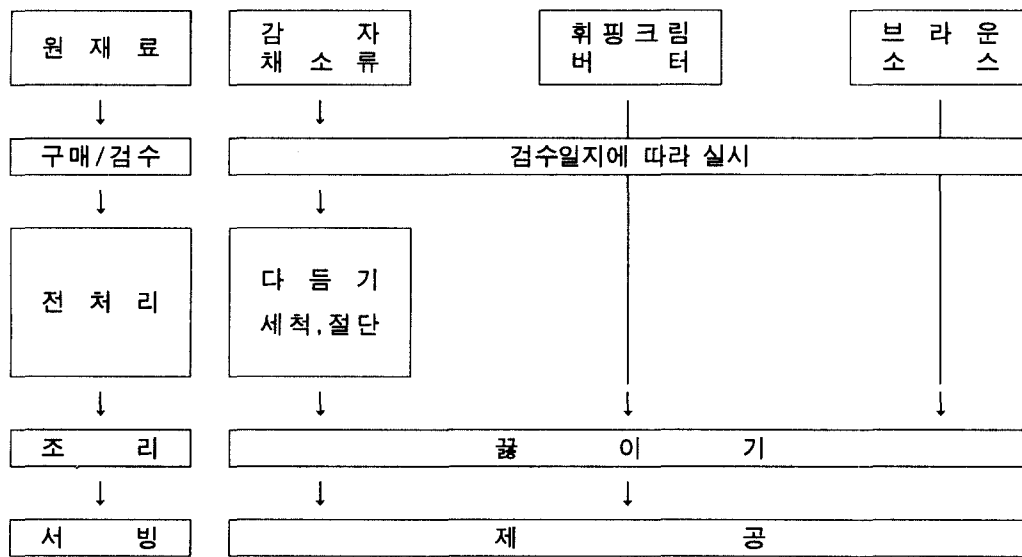 원 재 료
감 자
채 소 류
휘 핑 크 림
버 터
브 라 운
소 스
구매/검수
검수일지에 따라 실시
전 처 리
다 듬 기
세척,절단
조 리
끓 이 기
서 빙
제 공